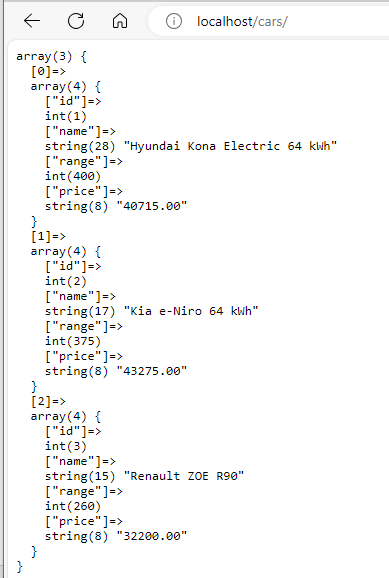 localhost/cars/
array(3) {
  [0]=>
  array(4) {
    ["id"]=>
    int(1)
    ["name"]=>
    string(28) "Hyundai Kona Electric 64 kWh"
    ["range"]=>
    int(400)
    ["price"]=>
    string(8) "40715.00"
  }
  [1]=>
  array(4) {
    ["id"]=>
    int(2)
    ["name"]=>
    string(17) "Kia e-Niro 64 kWh"
    ["range"]=>
    int(375)
    ["price"]=>
    string(8) "43275.00"
  }
  [2]=>
  array(4) {
    ["id"]=>
    int(3)
    ["name"]=>
    string(15) "Renault ZOE R90"
    ["range"]=>
    int(260)
    ["price"]=>
    string(8) "32200.00"
  }
}